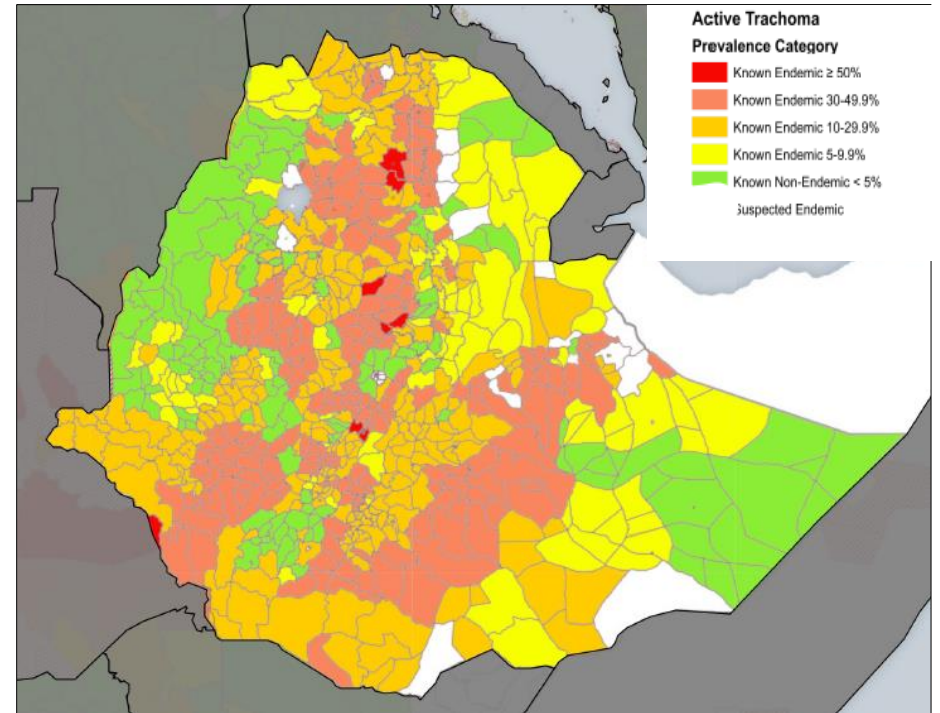 Active Trachoma
Prevalence Category
Known Endemic ≥ 50%
Known Endemic 30-49.9%
Known Endemic 10-29.9%
Known Endemic 5-9.9%
Known Non-Endemic < 5%
Suspected Endemic